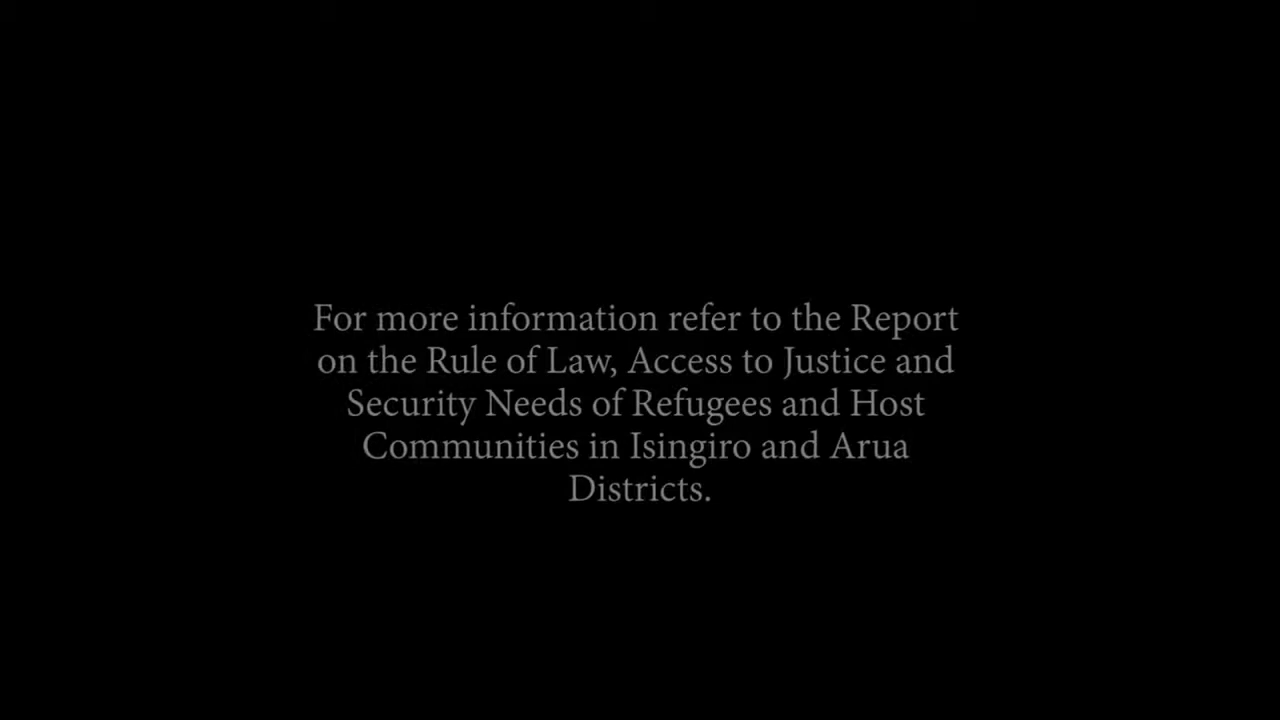 For more information refer to the Report
on the Rule of Law, Access to Justice and
Security Needs of Refugees and Host
Communities in Isingiro and Arua
Districts.